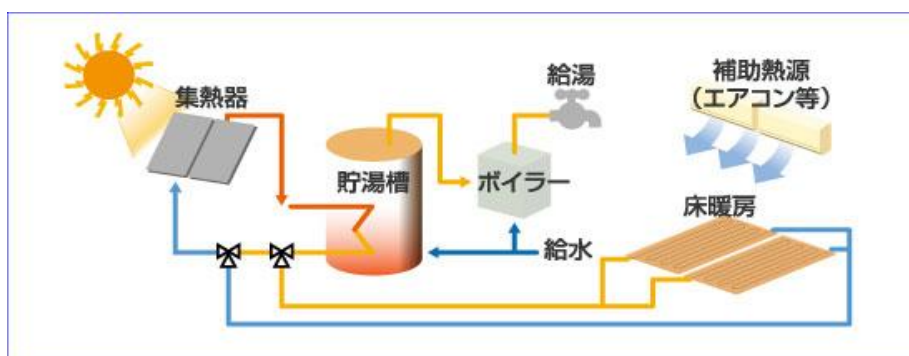 集熱器
給湯
補助熱源
（エアコン等）
貯湯槽
ボイラー
床暖房
給水